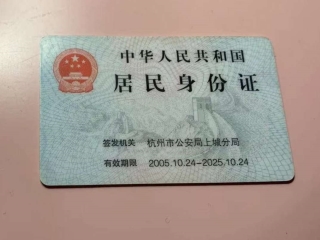 中华人民共和国
居民身份证
签发机关 杭州市公安局上城分局
有效期限 2005.10.24-2025.10.24